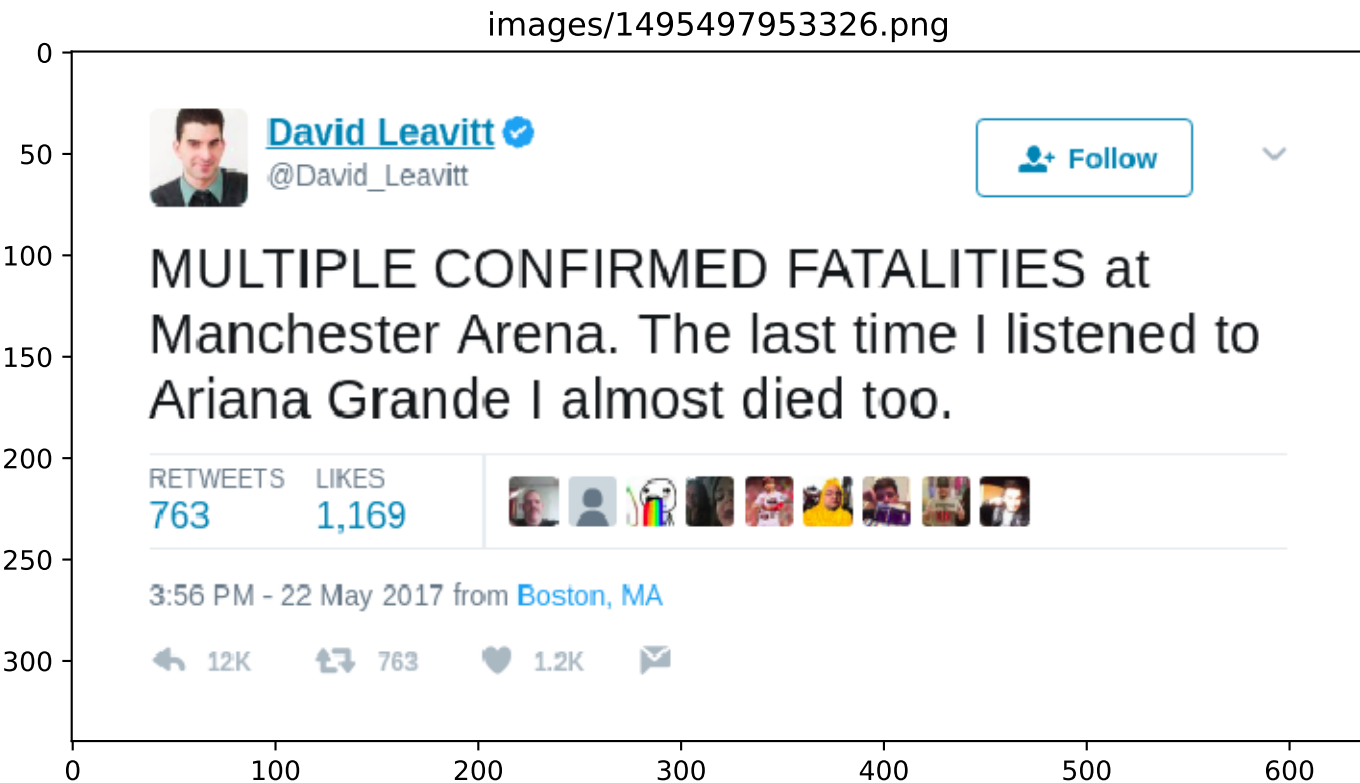 images/1495497953326.png
0
50
100
150
200
250
300
David Leavitt
@David_Leavitt
Follow
MULTIPLE CONFIRMED FATALITIES at
Manchester Arena. The last time I listened to
Ariana Grande I almost died too.
RETWEETS LIKES
763 1,169
3:56 PM - 22 May 2017 from Boston, MA
12K 763 1.2K
0 100 200 300 400 500 600